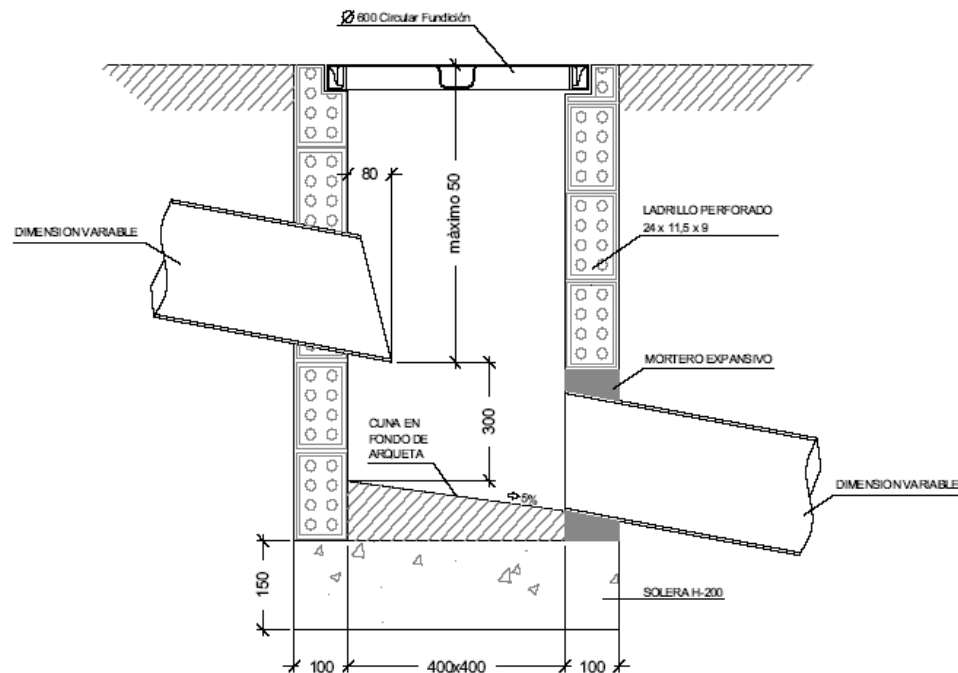 Ø 600 Circular Fundición
80
màximo 50
LADRILLO PERFORADO
24 x 11,5 x 9
DIMENSION VARIABLE
MORTERO EXPANSIVO
300
CUNA EN
FONDO DE
ARQUETA
5%
DIMENSION VARIABLE
150
SOLERA H-200
100
400x400
100